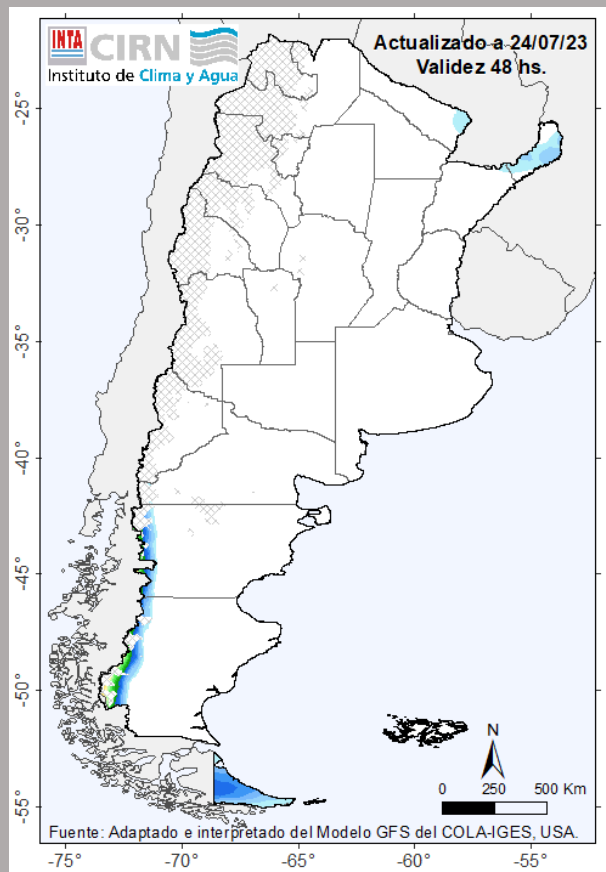 INTA CIRN
Instituto de Clima y Agua
Actualizado a 24/07/23
Validez 48 hs.
-25°
-30°
-35°
-40°
-45°
-50°
-55°
N
0 250 500 Km
Fuente: Adaptado e interpretado del Modelo GFS del COLA-IGES, USA.
-75° -70° -65° -60° -55°